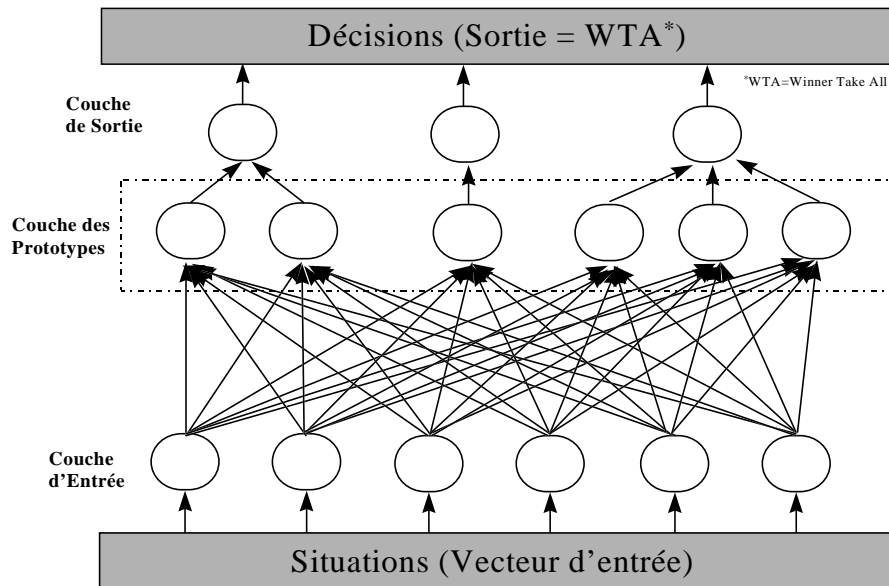 Décisions (Sortie = WTA*)
*WTA=Winner Take All
Couche
de Sortie
Couche des
Prototypes
Couche
d'Entrée
Situations (Vecteur d'entrée)